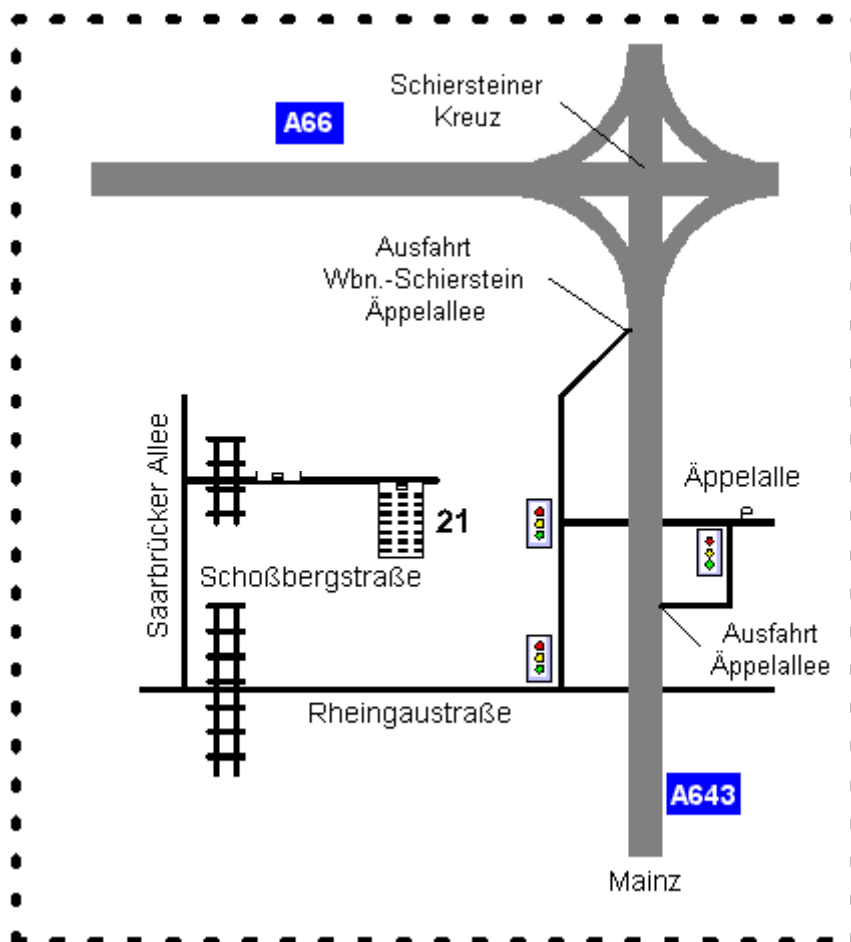 Schiersteiner
Kreuz
A66
Ausfahrt
Wbn.-Schierstein
Äppelallee
Saarbrücker Allee
Äppelalle
21
Schoßbergstraße
Ausfahrt
Äppelallee
Rheingaustraße
A643
Mainz